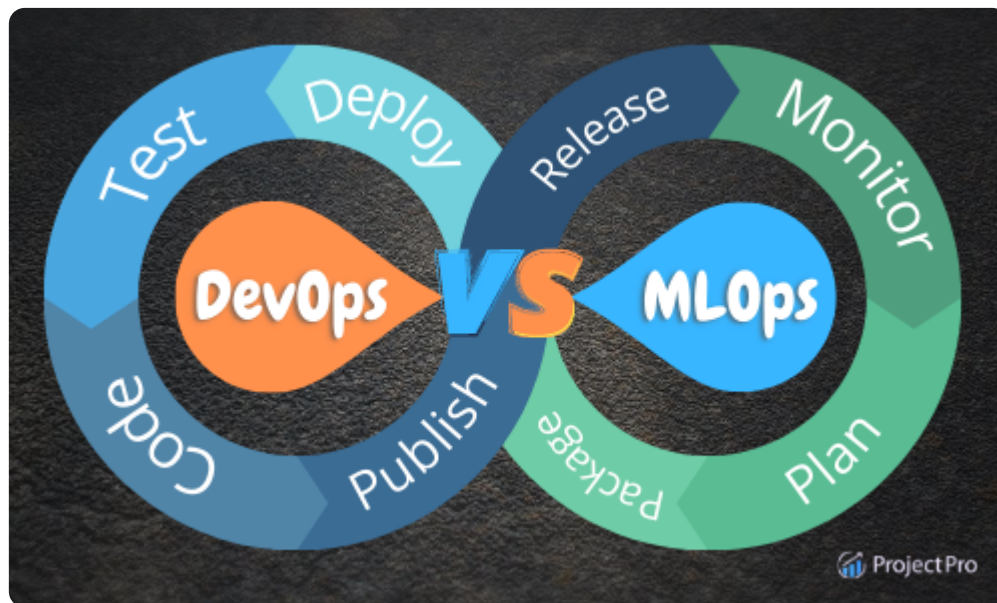 Test
Deploy
Release
Monitor
DevOps
VS
MLOps
Code
Publish
Package
Plan
ProjectPro